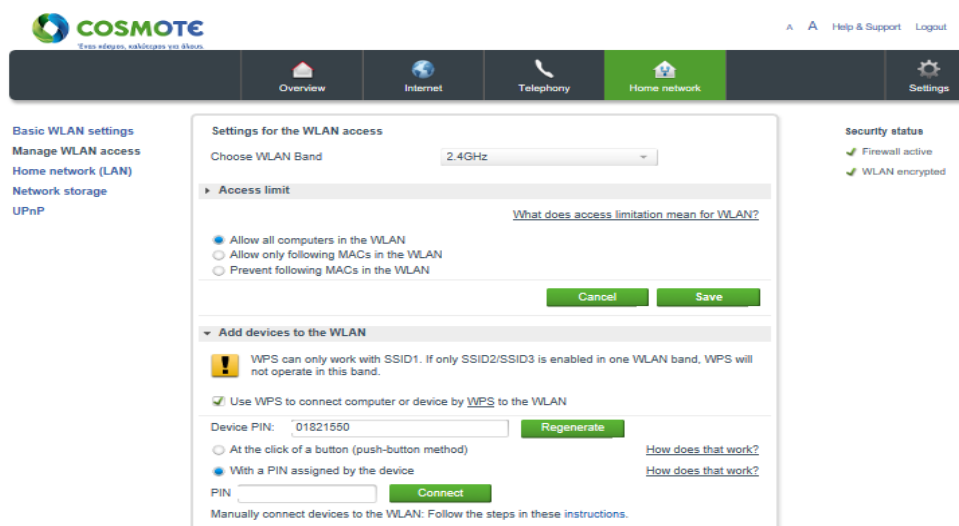 COSMOTE
Ένας κόσμος, καλύτερος για όλους.
A A Help & Support Logout
Overview Internet Telephony Home network Settings
Basic WLAN settings
Manage WLAN access
Home network (LAN)
Network storage
UPnP
Settings for the WLAN access
Choose WLAN Band 2.4GHz
Access limit
What does access limitation mean for WLAN?
Allow all computers in the WLAN
Allow only following MACs in the WLAN
Prevent following MACs in the WLAN
Cancel Save
Add devices to the WLAN
WPS can only work with SSID1. If only SSID2/SSID3 is enabled in one WLAN band, WPS will
not operate in this band.
Use WPS to connect computer or device by WPS to the WLAN
Device PIN: 01821550 Regenerate
At the click of a button (push-button method) How does that work?
With a PIN assigned by the device How does that work?
PIN Connect
Manually connect devices to the WLAN: Follow the steps in these instructions.
Security status
Firewall active
WLAN encrypted